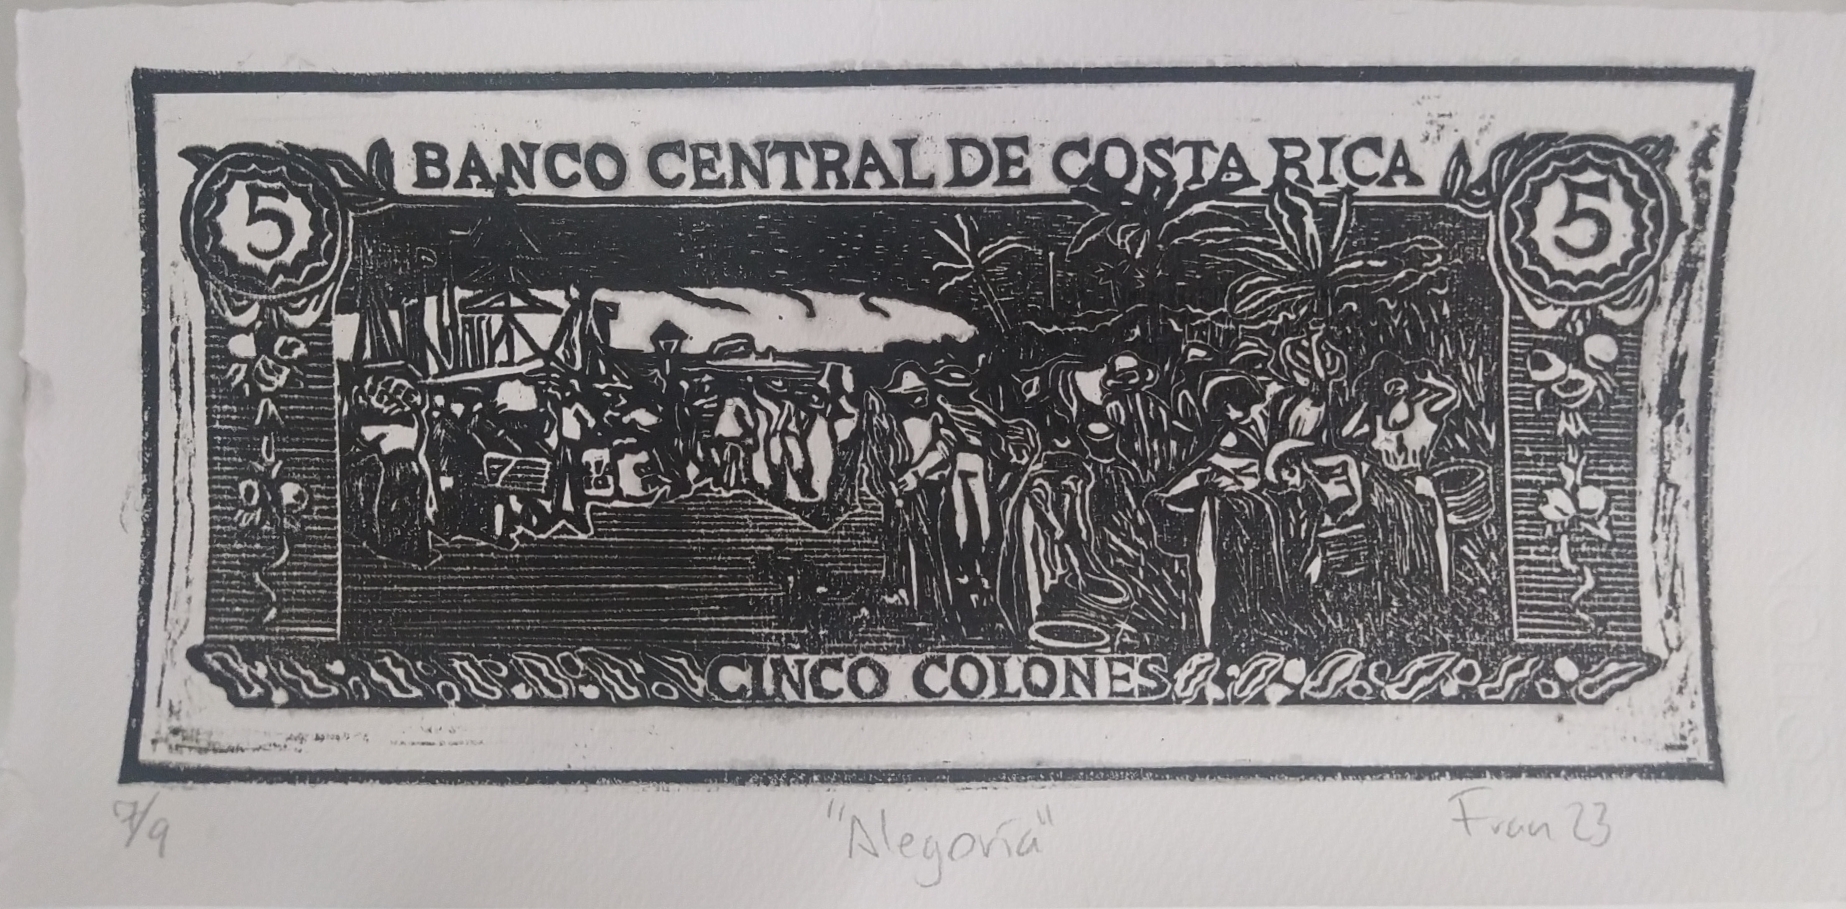 BANCO CENTRAL DE COSTA RICA
5 5
CINCO COLONES
7/9 "Alegoría" Fran 23